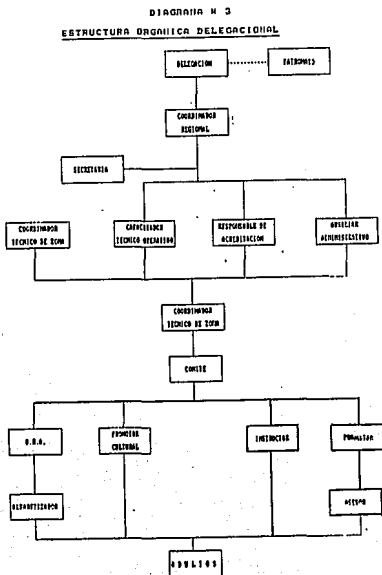 DIAGRAMA # 3
ESTRUCTURA ORGANICA DELEGACIONAL
DELEGACION
PATRONATO
COORDINADOR
REGIONAL
SECRETARIA
COORDINADOR
TECNICO DE ZONA
CAPACITADOR
TECNICO OPERATIVO
RESPONSABLE DE
ACREDITACION
AUXILIAR
ADMINISTRATIVO
COORDINADOR
TECNICO DE ZONA
COMITE
PROMOTOR
CULTURAL
INSTRUCTOR
ALFABETIZADOR
ASESOR
ADULTOS